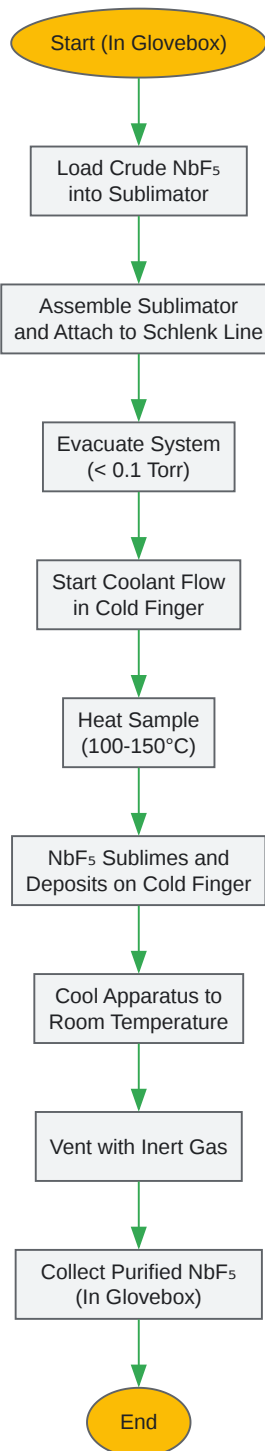 Start (In Glovebox)
Load Crude NbF₅
into Sublimator
Assemble Sublimator
and Attach to Schlenk Line
Evacuate System
(< 0.1 Torr)
Start Coolant Flow
in Cold Finger
Heat Sample
(100-150°C)
NbF₅ Sublimes and
Deposits on Cold Finger
Cool Apparatus to
Room Temperature
Vent with Inert Gas
Collect Purified NbF₅
(In Glovebox)
End